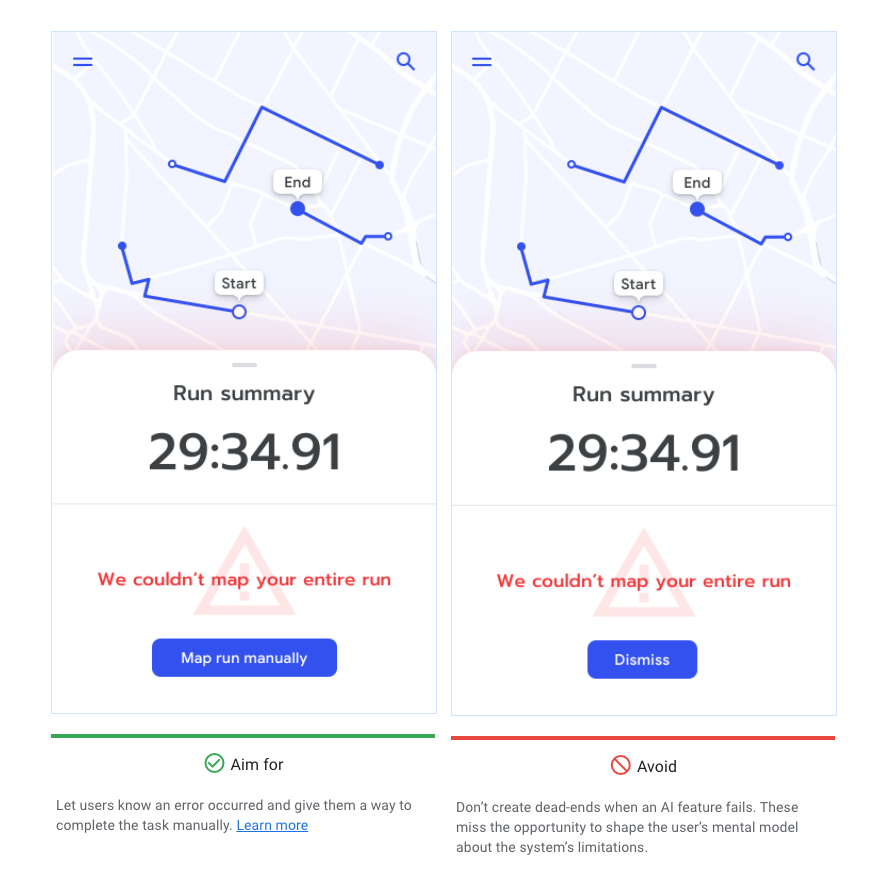 End
Start
Run summary
29:34.91
We couldn’t map your entire run
Map run manually
Aim for
Let users know an error occurred and give them a way to
complete the task manually. Learn more
End
Start
Run summary
29:34.91
We couldn’t map your entire run
Dismiss
Avoid
Don’t create dead-ends when an AI feature fails. These
miss the opportunity to shape the user’s mental model
about the system’s limitations.